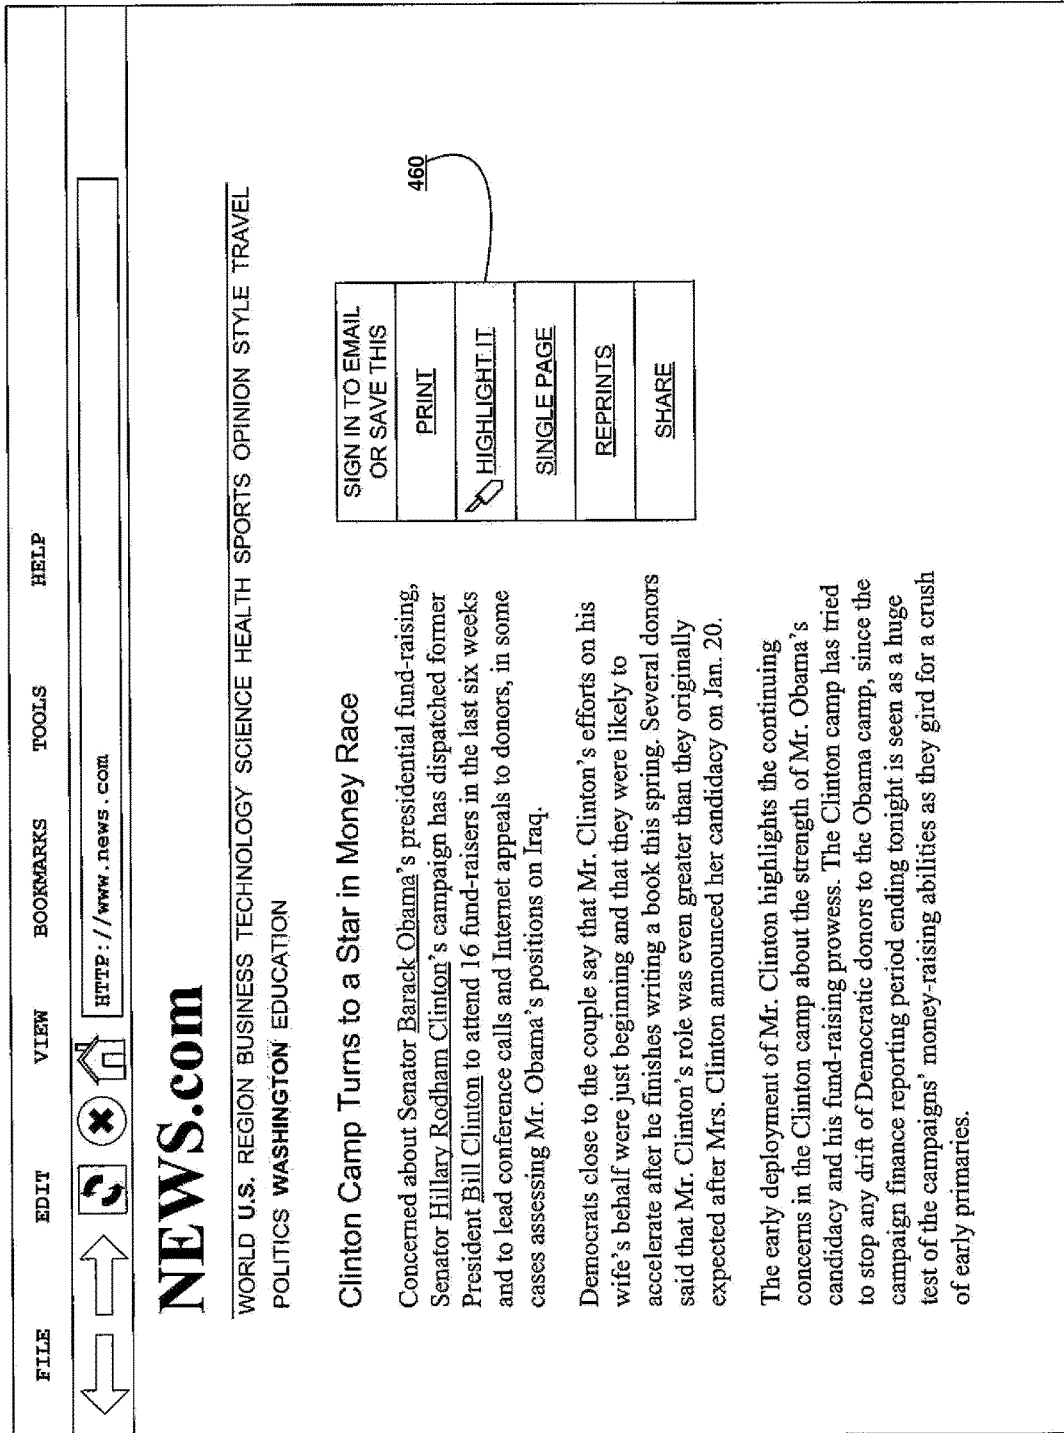 FILE EDIT VIEW BOOKMARKS TOOLS HELP
HTTP://www.news.com
NEWS.com
WORLD U.S. REGION BUSINESS TECHNOLOGY SCIENCE HEALTH SPORTS OPINION STYLE TRAVEL
POLITICS WASHINGTON EDUCATION
Clinton Camp Turns to a Star in Money Race
Concerned about Senator Barack Obama's presidential fund-raising,
Senator Hillary Rodham Clinton's campaign has dispatched former
President Bill Clinton to attend 16 fund-raisers in the last six weeks
and to lead conference calls and Internet appeals to donors, in some
cases assessing Mr. Obama's positions on Iraq.
Democrats close to the couple say that Mr. Clinton's efforts on his
wife's behalf were just beginning and that they were likely to
accelerate after he finishes writing a book this spring. Several donors
said that Mr. Clinton's role was even greater than they originally
expected after Mrs. Clinton announced her candidacy on Jan. 20.
The early deployment of Mr. Clinton highlights the continuing
concerns in the Clinton camp about the strength of Mr. Obama's
candidacy and his fund-raising prowess. The Clinton camp has tried
to stop any drift of Democratic donors to the Obama camp, since the
campaign finance reporting period ending tonight is seen as a huge
test of the campaigns' money-raising abilities as they gird for a crush
of early primaries.
SIGN IN TO EMAIL
OR SAVE THIS
PRINT
HIGHLIGHT IT
SINGLE PAGE
REPRINTS
SHARE
460